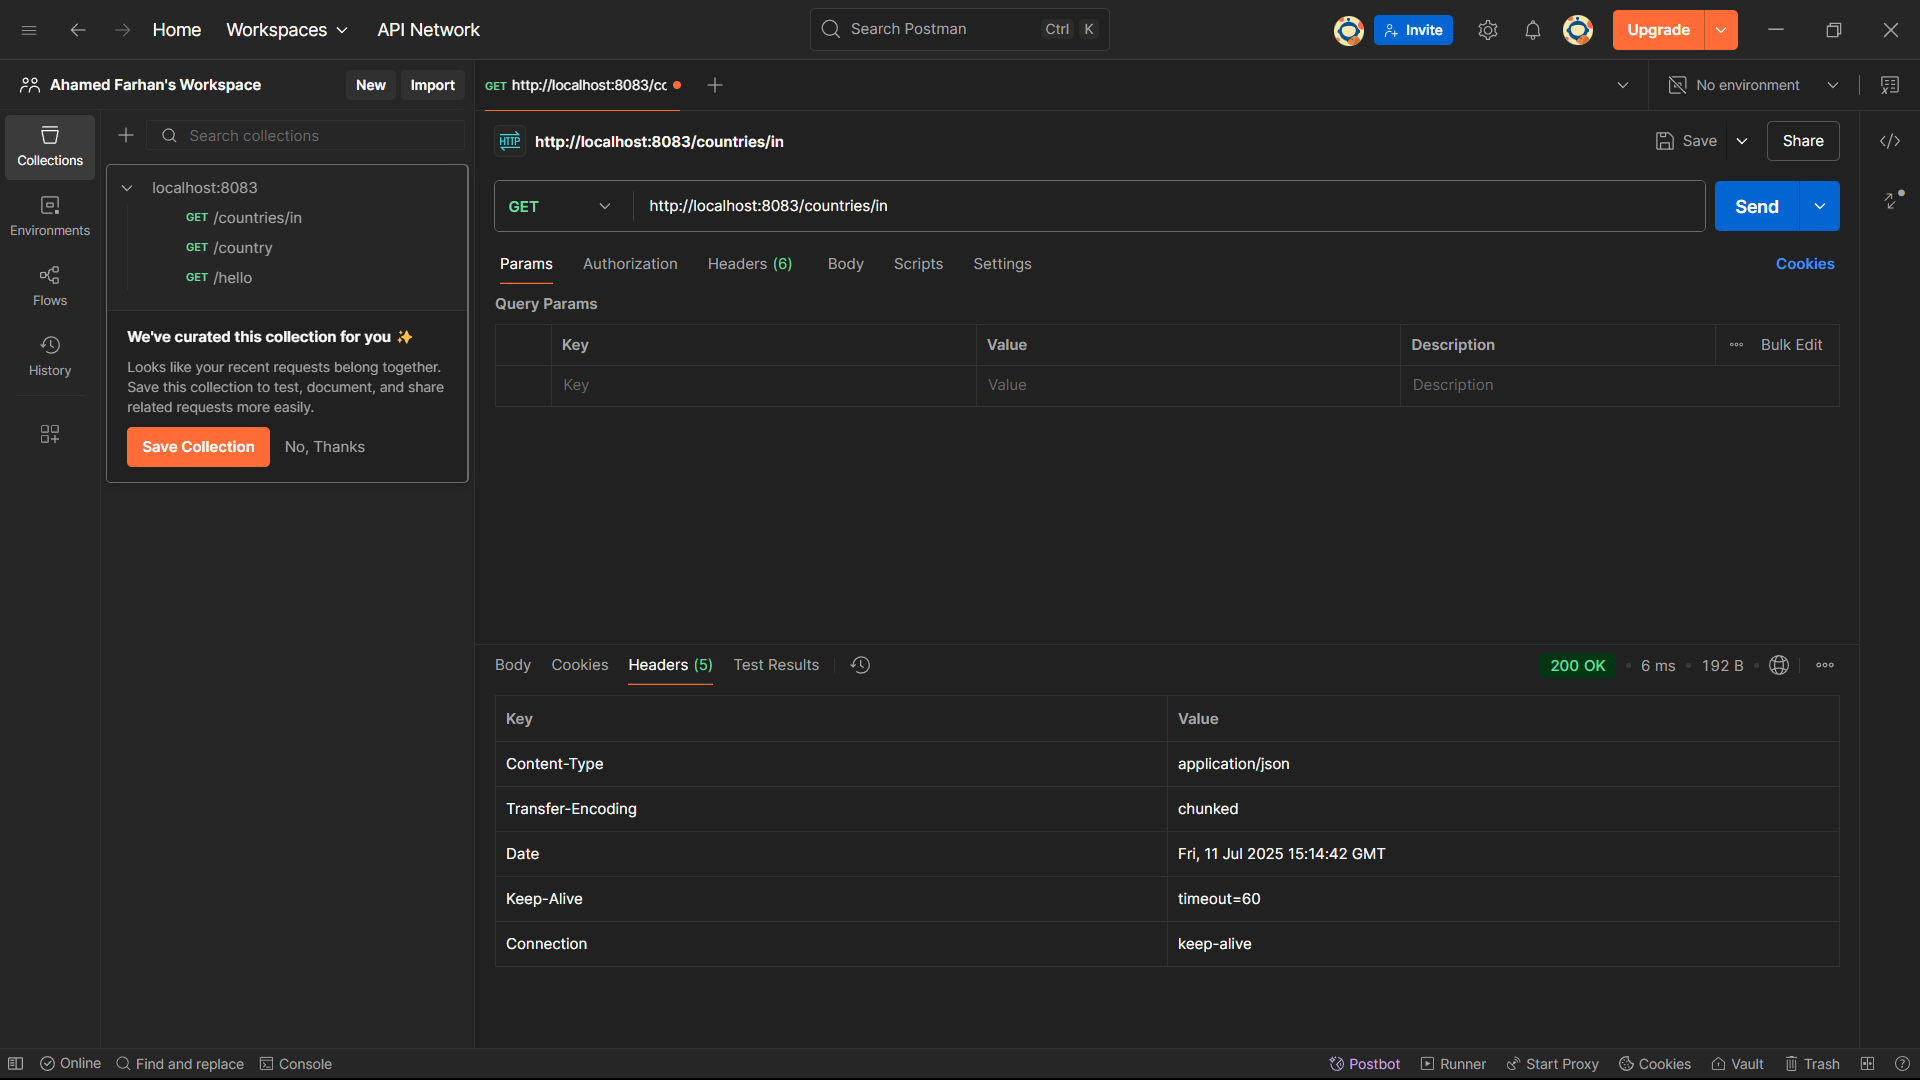 Home Workspaces API Network Search Postman Ctrl K Invite Upgrade
Ahamed Farhan's Workspace New Import GET http://localhost:8083/cc No environment
Collections
Search collections
HTTP http://localhost:8083/countries/in Save Share
localhost:8083
GET /countries/in
GET /country
GET /hello
GET http://localhost:8083/countries/in Send
Environments
Flows
History
Params Authorization Headers (6) Body Scripts Settings Cookies
Query Params
Key Value Description Bulk Edit
Key Value Description
We've curated this collection for you ✨
Looks like your recent requests belong together.
Save this collection to test, document, and share
related requests more easily.
Save Collection No, Thanks
Body Cookies Headers (5) Test Results 200 OK • 6 ms • 192 B •
Key Value
Content-Type application/json
Transfer-Encoding chunked
Date Fri, 11 Jul 2025 15:14:42 GMT
Keep-Alive timeout=60
Connection keep-alive
Online Find and replace Console Postbot Runner Start Proxy Cookies Vault Trash